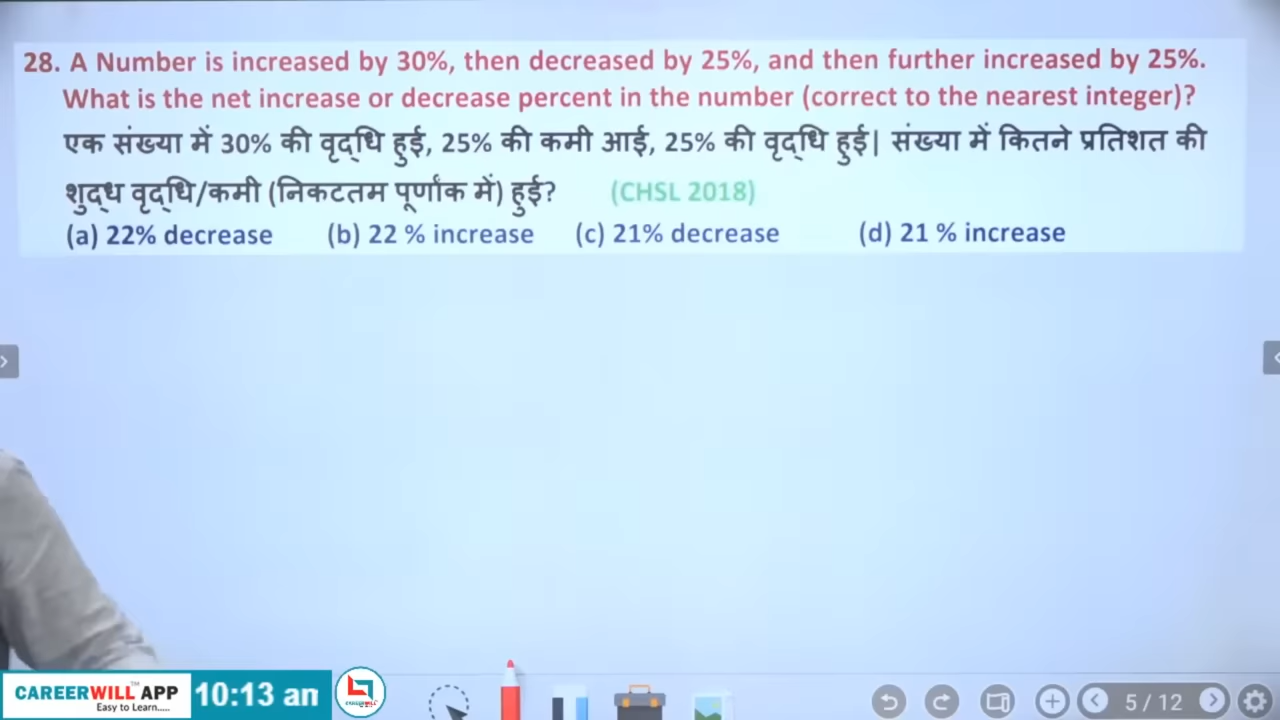 28. A Number is increased by 30%, then decreased by 25%, and then further increased by 25%.
What is the net increase or decrease percent in the number (correct to the nearest integer)?
एक संख्या में 30% की वृद्धि हुई, 25% की कमी आई, 25% की वृद्धि हुई| संख्या में कितने प्रतिशत की
शुद्ध वृद्धि/कमी (निकटतम पूर्णांक में) हुई? (CHSL 2018)
(a) 22% decrease (b) 22 % increase (c) 21% decrease (d) 21 % increase
CAREERWILL™APP
Easy to Learn.....
10:13 an
CAREERWILL
5 / 12